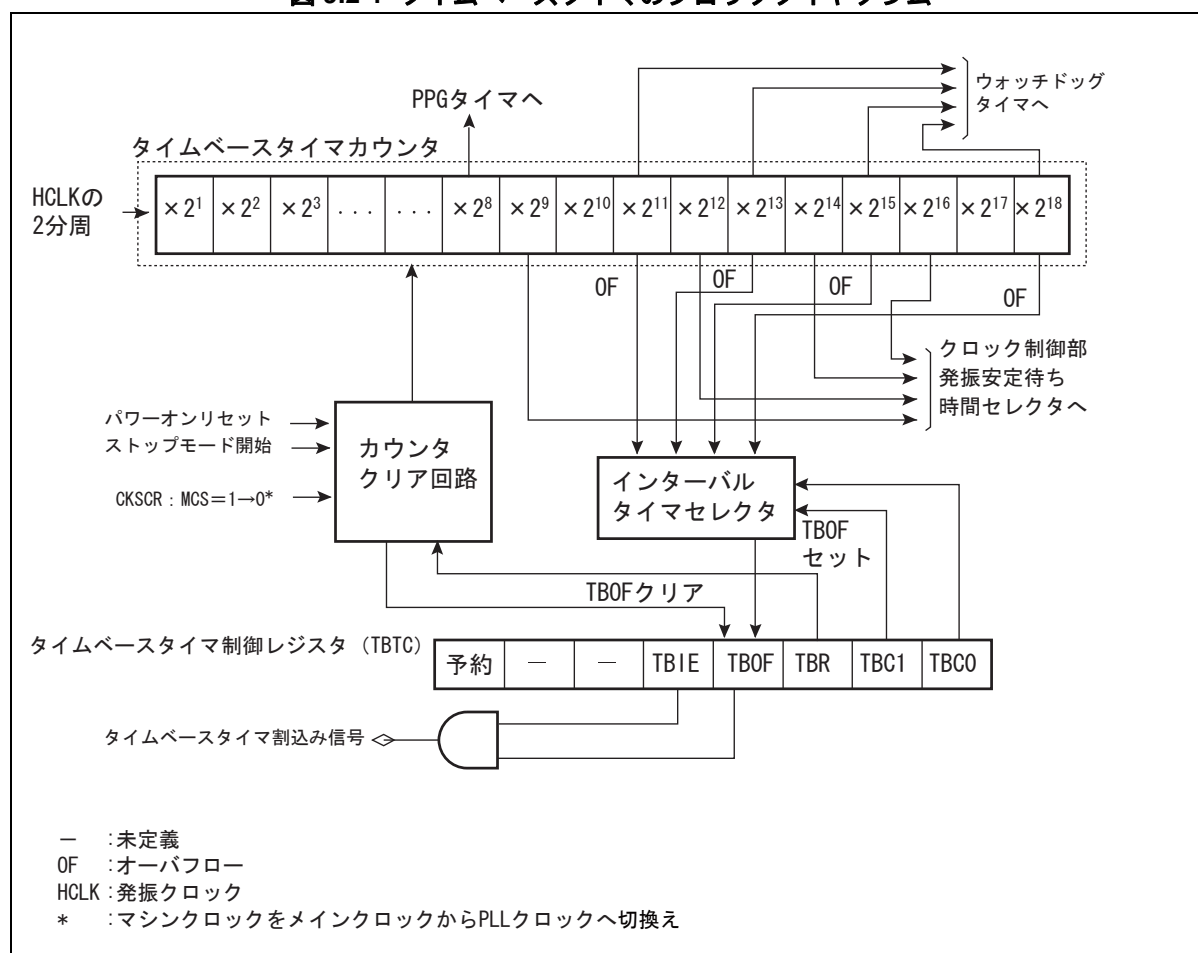 ウォッチドッグ
タイマへ
PPGタイマへ
タイムベースタイマカウンタ
HCLKの
2分周
×2¹ ×2² ×2³ ... ... ×2⁸ ×2⁹ ×2¹⁰ ×2¹¹ ×2¹² ×2¹³ ×2¹⁴ ×2¹⁵ ×2¹⁶ ×2¹⁷ ×2¹⁸
OF OF OF OF
クロック制御部
発振安定待ち
時間セレクタへ
パワーオンリセット
ストップモード開始
CKSCR：MCS＝1→0*
カウンタ
クリア回路
インターバル
タイマセレクタ
TBOF
セット
TBOFクリア
タイムベースタイマ制御レジスタ（TBTC）
予約 － － TBIE TBOF TBR TBC1 TBC0
タイムベースタイマ割込み信号
－ ：未定義
OF ：オーバフロー
HCLK：発振クロック
* ：マシンクロックをメインクロックからPLLクロックへ切換え